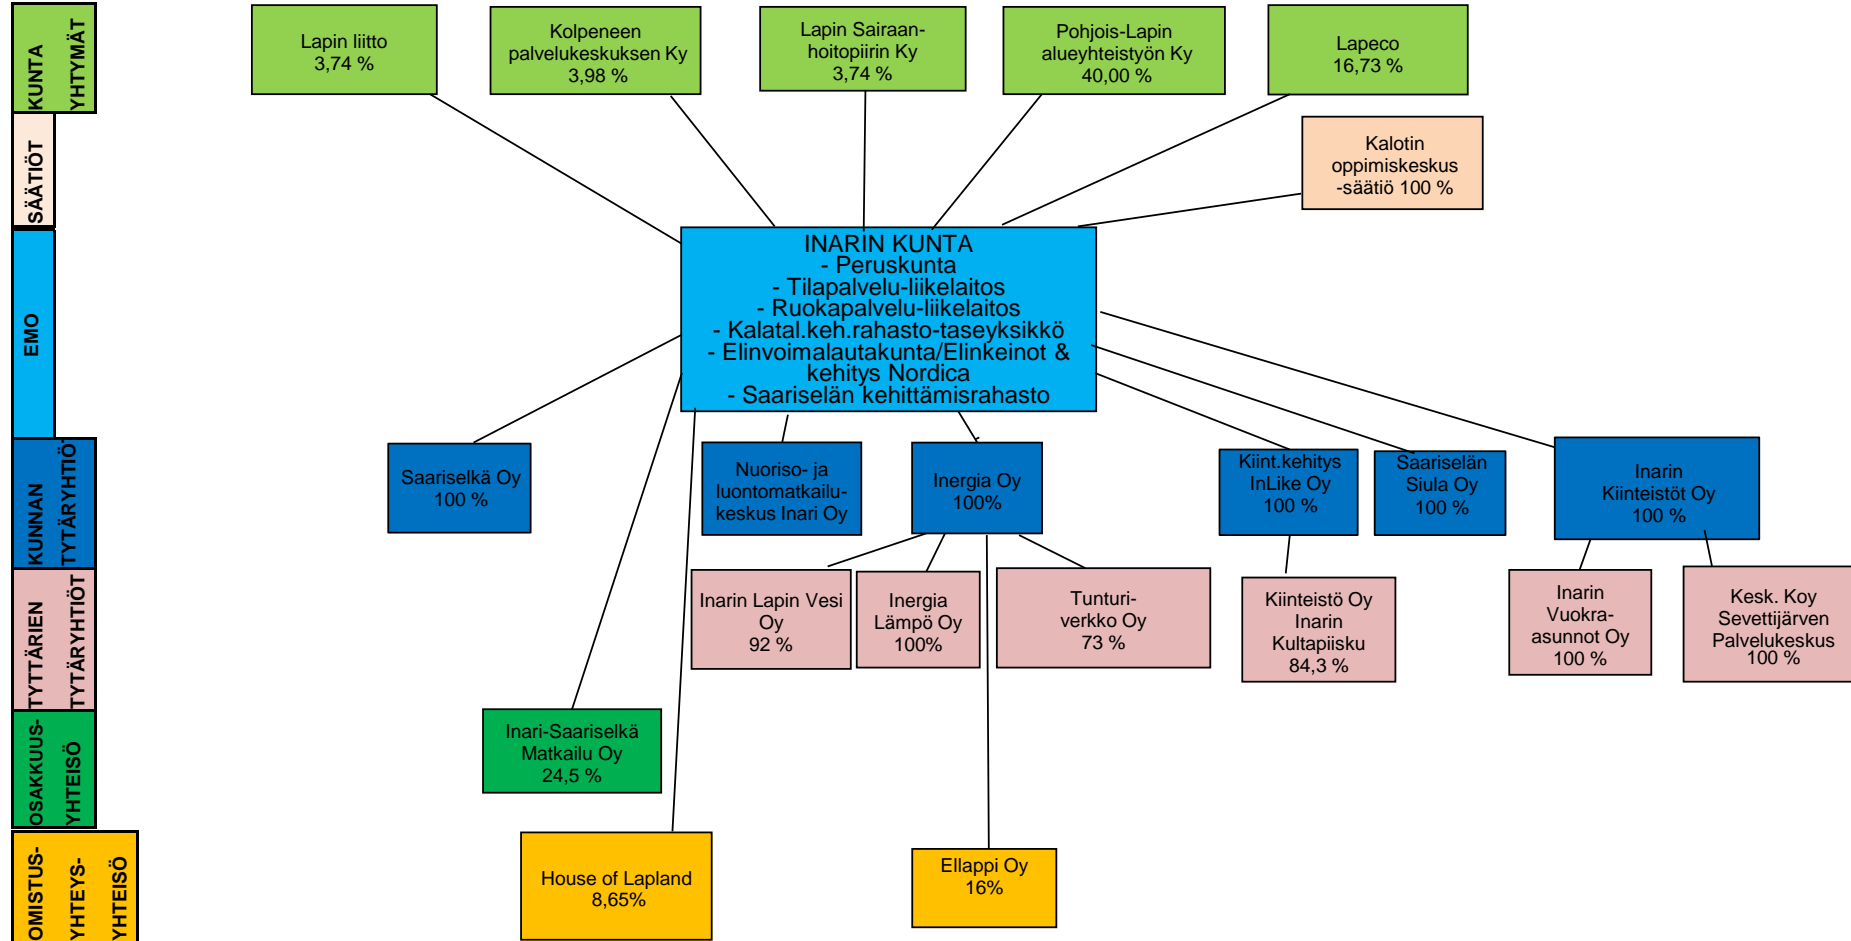 KUNTA
YHTYMÄT
Lapin liitto
3,74 %
Kolpeneen
palvelukeskuksen Ky
3,98 %
Lapin Sairaan-
hoitopiirin Ky
3,74 %
Pohjois-Lapin
alueyhteistyön Ky
40,00 %
Lapeco
16,73 %
SÄÄTIÖT
Kalotin
oppimiskeskus
-säätiö 100 %
EMO
INARIN KUNTA
- Peruskunta
- Tilapalvelu-liikelaitos
- Ruokapalvelu-liikelaitos
- Kalatal.keh.rahasto-taseyksikkö
- Elinvoimalautakunta/Elinkeinot &
kehitys Nordica
- Saariselän kehittämisrahasto
KUNNAN
TYTÄRYHTIÖT
Saariselkä Oy
100 %
Nuoriso- ja
luontomatkailu-
keskus Inari Oy
Inergia Oy
100%
Kiint.kehitys
InLike Oy
100 %
Saariselän
Siula Oy
100 %
Inarin
Kiinteistöt Oy
100 %
TYTTÄRIEN
TYTÄRYHTIÖT
Inarin Lapin Vesi
Oy
92 %
Inergia
Lämpö Oy
100%
Tunturi-
verkko Oy
73 %
Kiinteistö Oy
Inarin
Kultapiisku
84,3 %
Inarin
Vuokra-
asunnot Oy
100 %
Kesk. Koy
Sevettijärven
Palvelukeskus
100 %
OSAKKUUS-
YHTEISÖ
Inari-Saariselkä
Matkailu Oy
24,5 %
OMISTUS-
YHTEYS-
YHTEISÖ
House of Lapland
8,65%
Ellappi Oy
16%